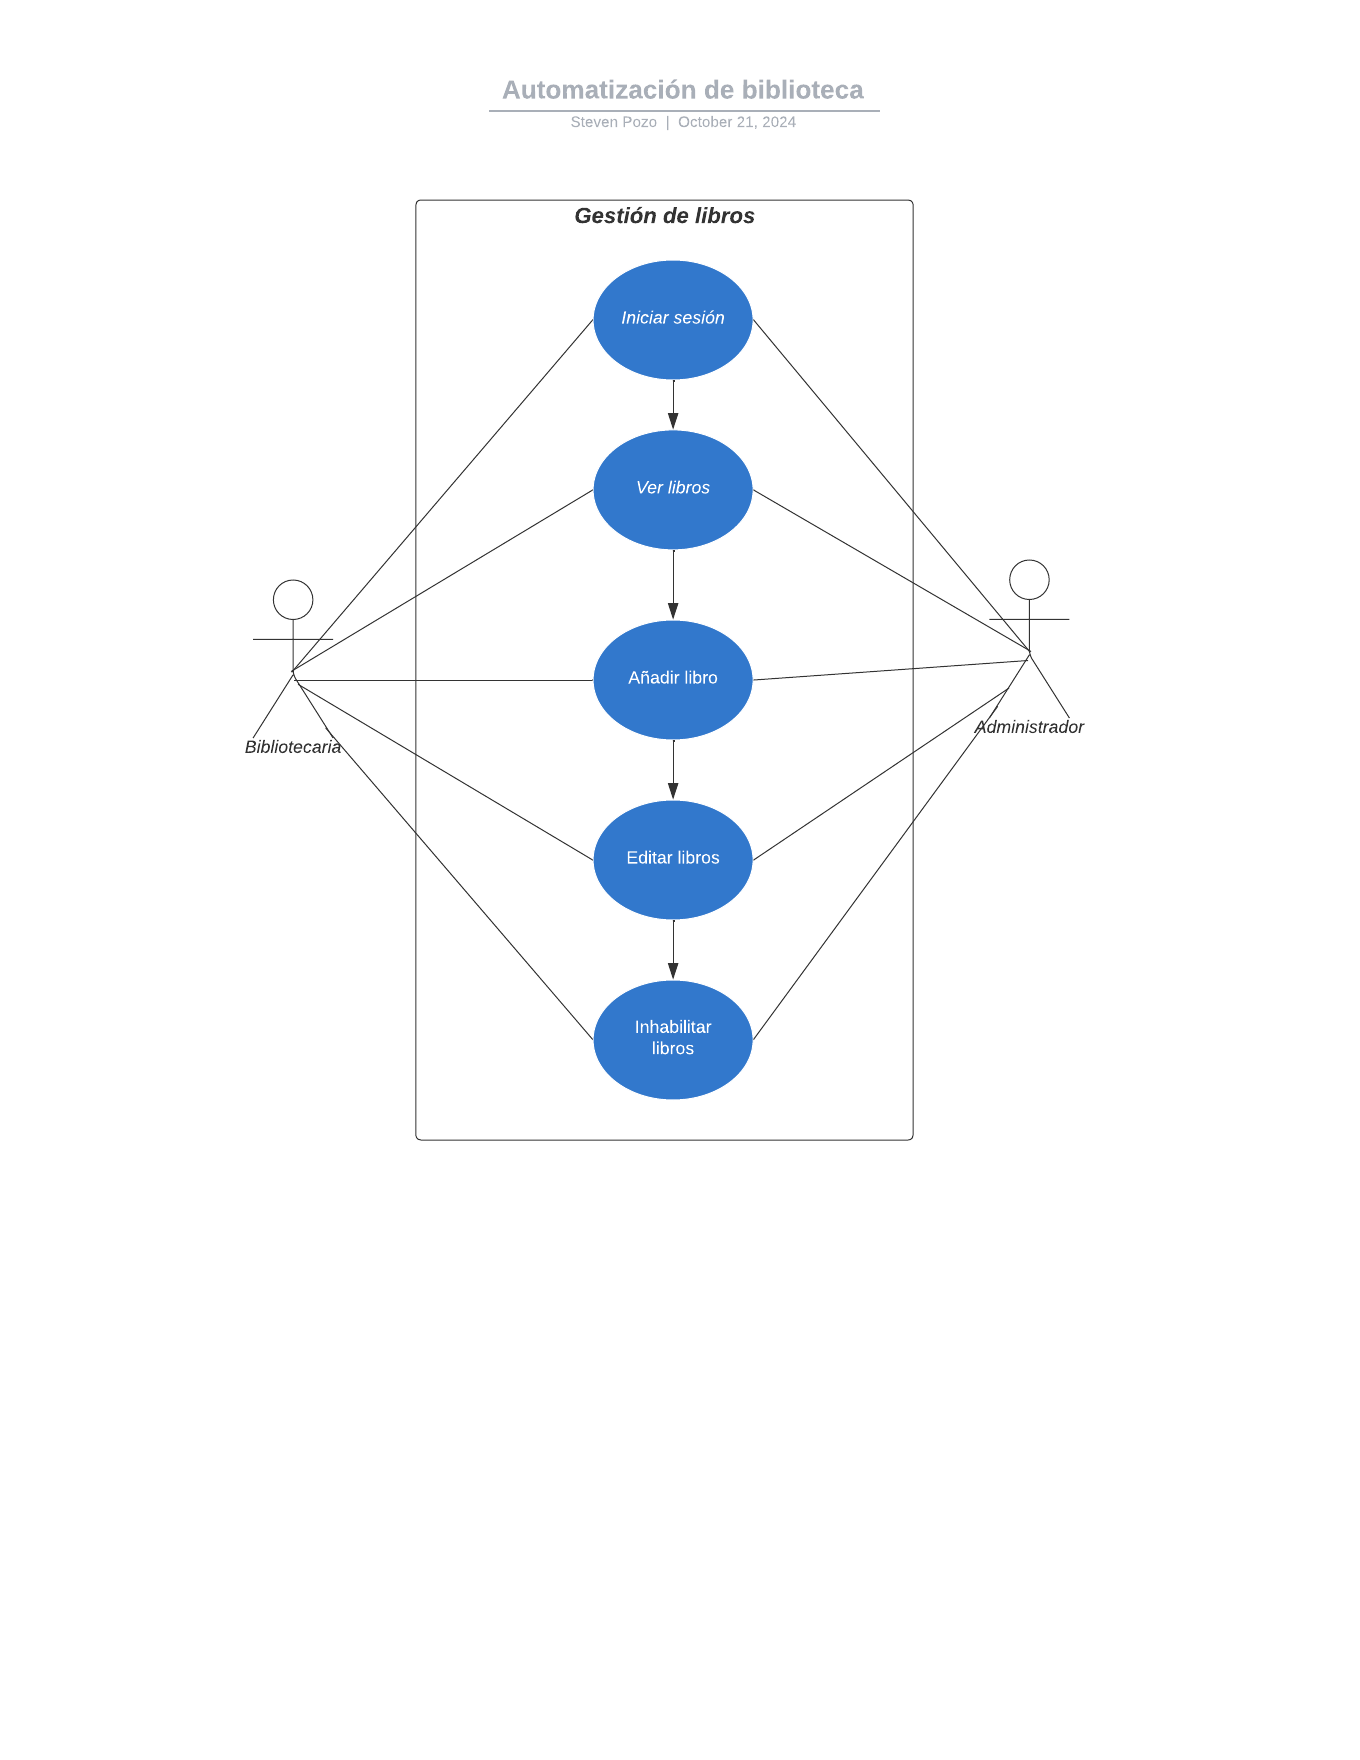 Automatización de biblioteca
Steven Pozo | October 21, 2024
Gestión de libros
Iniciar sesión
Ver libros
Añadir libro
Bibliotecaria
Administrador
Editar libros
Inhabilitar
libros